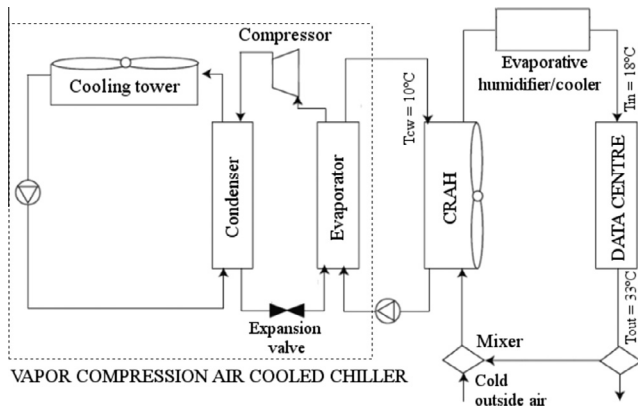 Compressor
Cooling tower
Evaporative
humidifier/cooler
Tin = 18°C
Tcw = 10°C
Condenser
Evaporator
CRAH
DATA CENTRE
Tout = 33°C
Expansion
valve
Mixer
Cold
outside air
VAPOR COMPRESSION AIR COOLED CHILLER